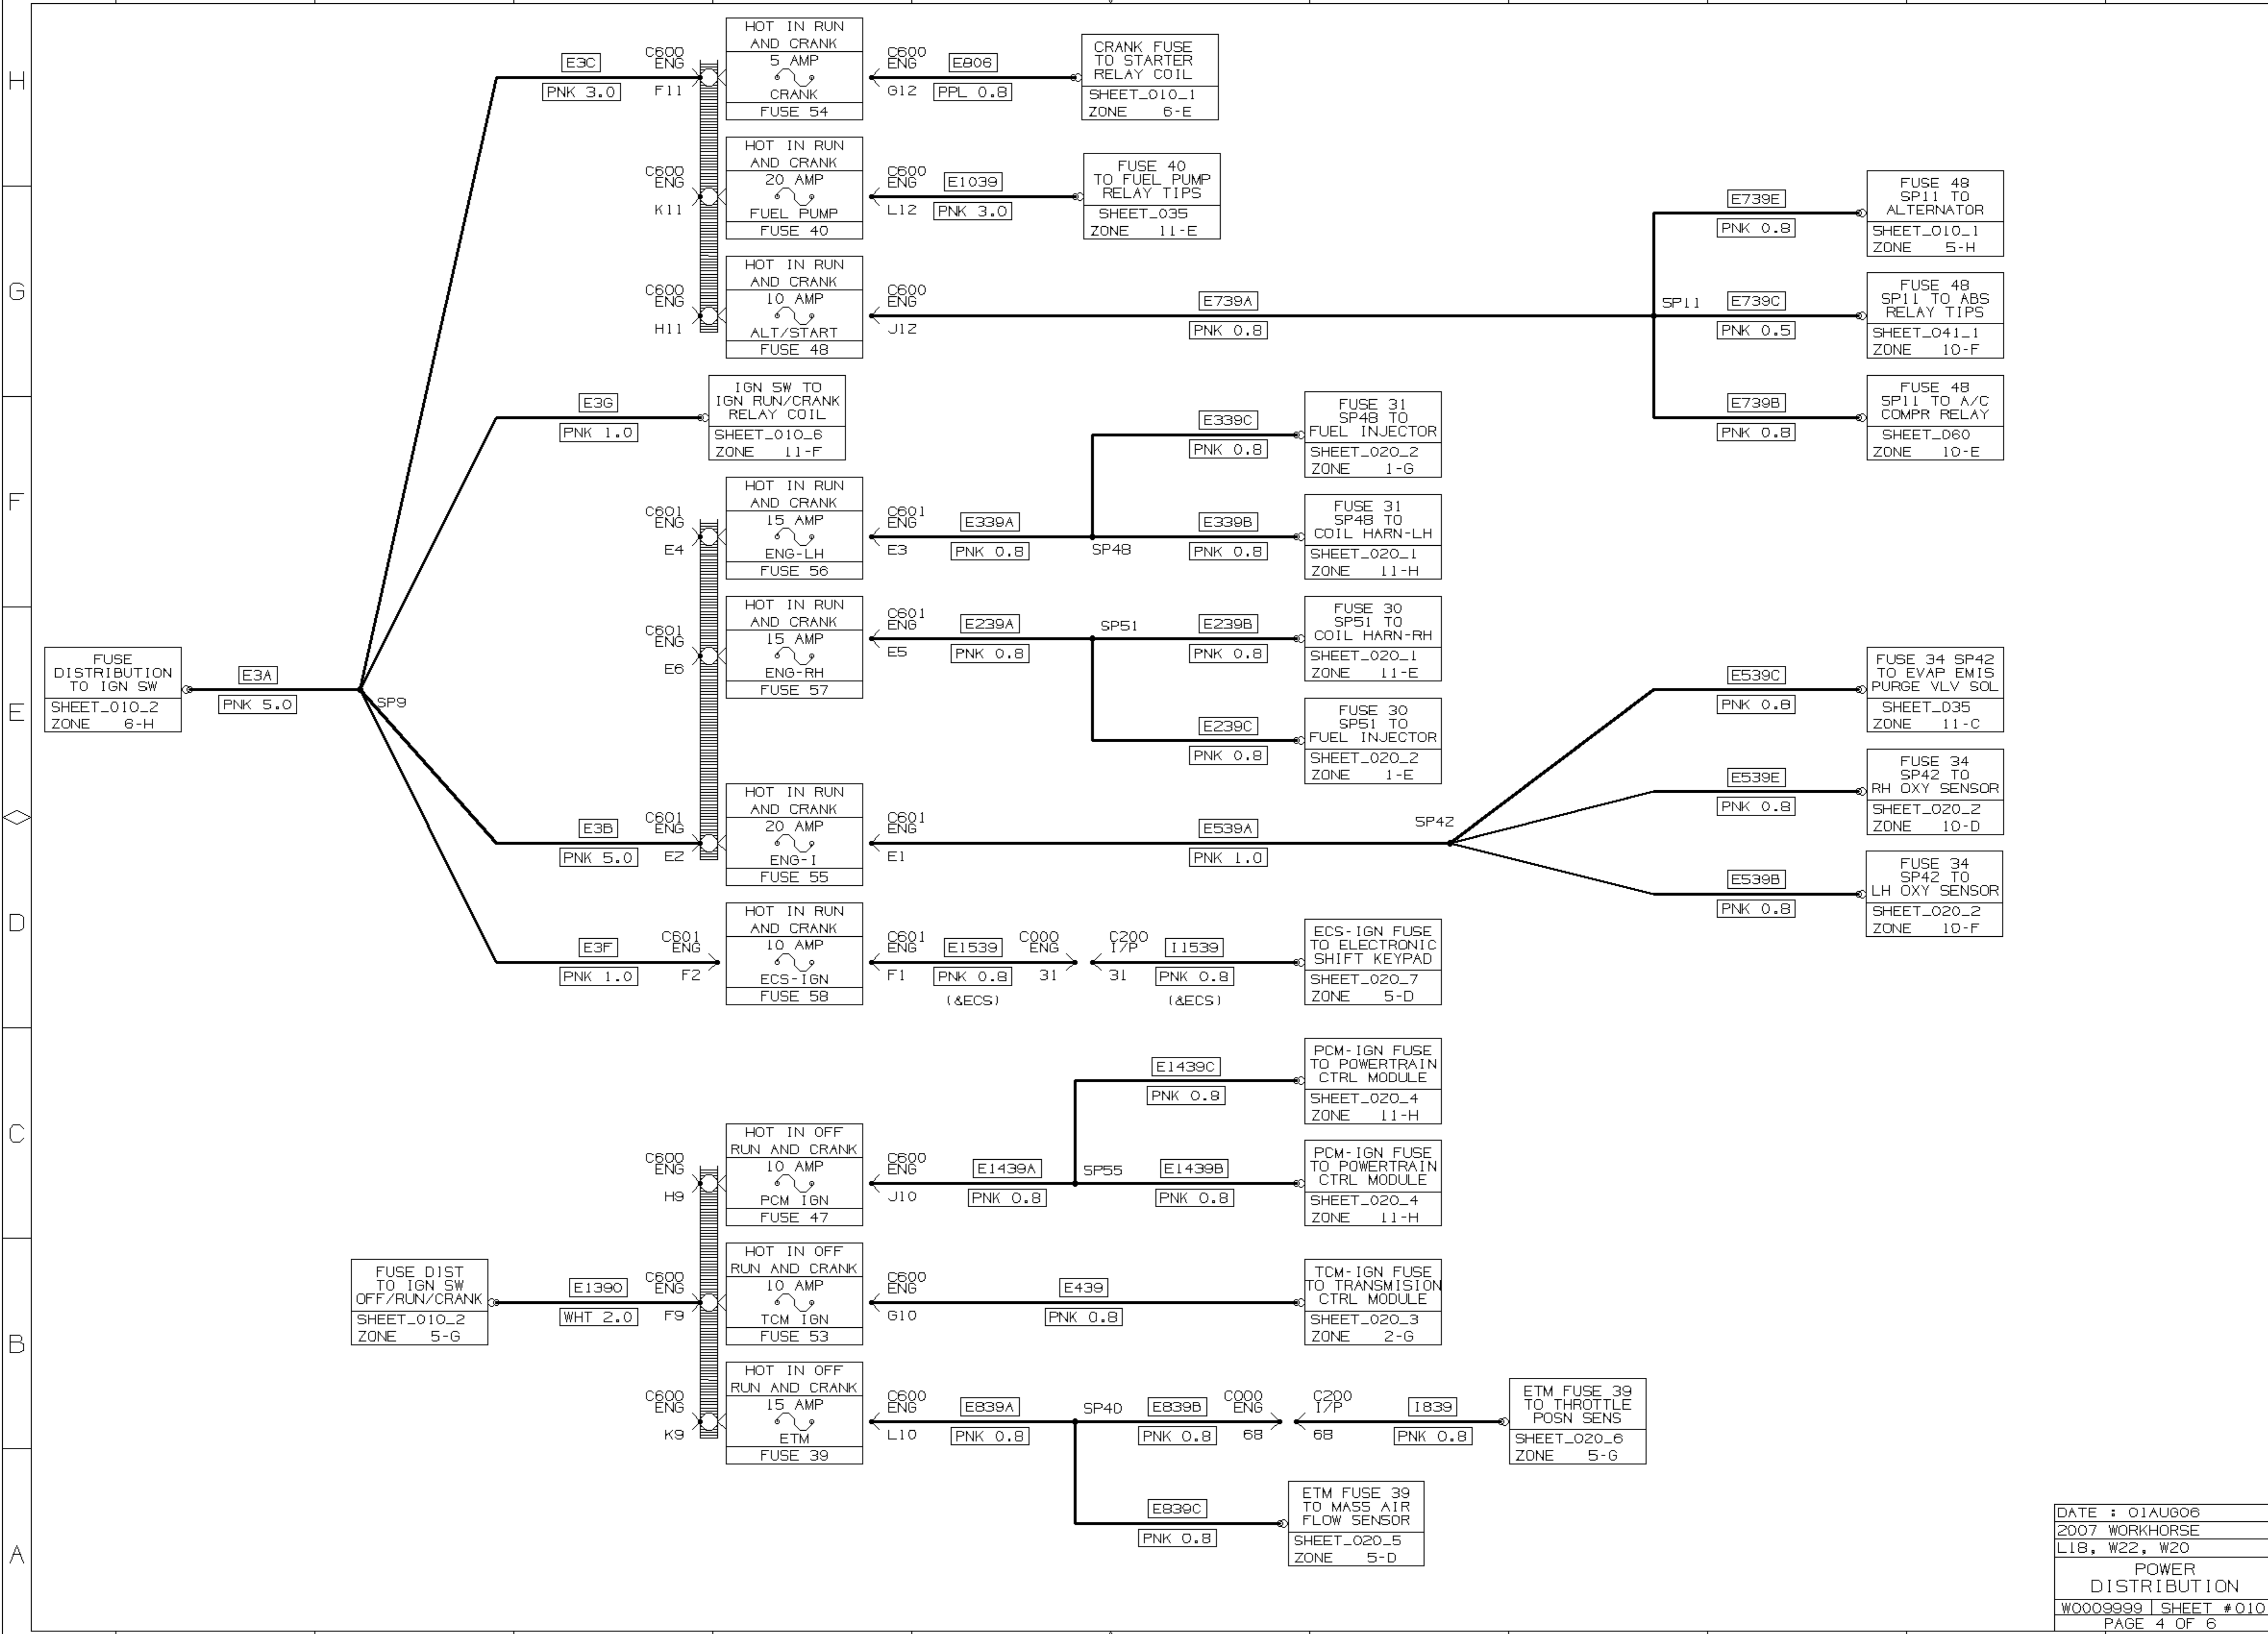 H
G
F
E
D
C
B
A
HOT IN RUN
AND CRANK
5 AMP
CRANK
FUSE 54
C600
ENG
F11
E3C
PNK 3.0
C600
ENG
G12
E806
PPL 0.8
CRANK FUSE
TO STARTER
RELAY COIL
SHEET_010_1
ZONE 6-E
HOT IN RUN
AND CRANK
20 AMP
FUEL PUMP
FUSE 40
C600
ENG
K11
C600
ENG
L12
E1039
PNK 3.0
FUSE 40
TO FUEL PUMP
RELAY TIPS
SHEET_035
ZONE 11-E
HOT IN RUN
AND CRANK
10 AMP
ALT/START
FUSE 48
C600
ENG
H11
C600
ENG
J12
E739A
PNK 0.8
SP11
E739E
PNK 0.8
FUSE 48
SP11 TO
ALTERNATOR
SHEET_010_1
ZONE 5-H
E739C
PNK 0.5
FUSE 48
SP11 TO ABS
RELAY TIPS
SHEET_041_1
ZONE 10-F
E739B
PNK 0.8
FUSE 48
SP11 TO A/C
COMPR RELAY
SHEET_060
ZONE 10-E
E3G
PNK 1.0
IGN SW TO
IGN RUN/CRANK
RELAY COIL
SHEET_010_6
ZONE 11-F
HOT IN RUN
AND CRANK
15 AMP
ENG-LH
FUSE 56
C601
ENG
E4
C601
ENG
E3
E339A
PNK 0.8
SP48
E339C
PNK 0.8
FUSE 31
SP48 TO
FUEL INJECTOR
SHEET_020_2
ZONE 1-G
E339B
PNK 0.8
FUSE 31
SP48 TO
COIL HARN-LH
SHEET_020_1
ZONE 11-H
HOT IN RUN
AND CRANK
15 AMP
ENG-RH
FUSE 57
C601
ENG
E6
C601
ENG
E5
E239A
PNK 0.8
SP51
E239B
PNK 0.8
FUSE 30
SP51 TO
COIL HARN-RH
SHEET_020_1
ZONE 11-E
E239C
PNK 0.8
FUSE 30
SP51 TO
FUEL INJECTOR
SHEET_020_2
ZONE 1-E
FUSE
DISTRIBUTION
TO IGN SW
SHEET_010_2
ZONE 6-H
E3A
PNK 5.0
SP9
HOT IN RUN
AND CRANK
20 AMP
ENG-I
FUSE 55
E3B
PNK 5.0
C601
ENG
E2
C601
ENG
E1
E539A
PNK 1.0
SP42
E539C
PNK 0.8
FUSE 34 SP42
TO EVAP EMIS
PURGE VLV SOL
SHEET_035
ZONE 11-C
E539E
PNK 0.8
FUSE 34
SP42 TO
RH OXY SENSOR
SHEET_020_2
ZONE 10-D
E539B
PNK 0.8
FUSE 34
SP42 TO
LH OXY SENSOR
SHEET_020_2
ZONE 10-F
HOT IN RUN
AND CRANK
10 AMP
ECS-IGN
FUSE 58
E3F
PNK 1.0
C601
ENG
F2
C601
ENG
F1
E1539
PNK 0.8
(&ECS)
C000
ENG
31
C200
I/P
31
I1539
PNK 0.8
(&ECS)
ECS-IGN FUSE
TO ELECTRONIC
SHIFT KEYPAD
SHEET_020_7
ZONE 5-D
HOT IN OFF
RUN AND CRANK
10 AMP
PCM IGN
FUSE 47
C600
ENG
H9
C600
ENG
J10
E1439A
PNK 0.8
SP55
E1439C
PNK 0.8
PCM-IGN FUSE
TO POWERTRAIN
CTRL MODULE
SHEET_020_4
ZONE 11-H
E1439B
PNK 0.8
PCM-IGN FUSE
TO POWERTRAIN
CTRL MODULE
SHEET_020_4
ZONE 11-H
FUSE DIST
TO IGN SW
OFF/RUN/CRANK
SHEET_010_2
ZONE 5-G
E1390
WHT 2.0
C600
ENG
F9
HOT IN OFF
RUN AND CRANK
10 AMP
TCM IGN
FUSE 53
C600
ENG
G10
E439
PNK 0.8
TCM-IGN FUSE
TO TRANSMISION
CTRL MODULE
SHEET_020_3
ZONE 2-G
HOT IN OFF
RUN AND CRANK
15 AMP
ETM
FUSE 39
C600
ENG
K9
C600
ENG
L10
E839A
PNK 0.8
SP40
E839B
PNK 0.8
C000
ENG
68
C200
I/P
68
I839
PNK 0.8
ETM FUSE 39
TO THROTTLE
POSN SENS
SHEET_020_6
ZONE 5-G
E839C
PNK 0.8
ETM FUSE 39
TO MASS AIR
FLOW SENSOR
SHEET_020_5
ZONE 5-D
DATE : 01AUG06
2007 WORKHORSE
L18, W22, W20
POWER
DISTRIBUTION
W0009999 SHEET #010
PAGE 4 OF 6